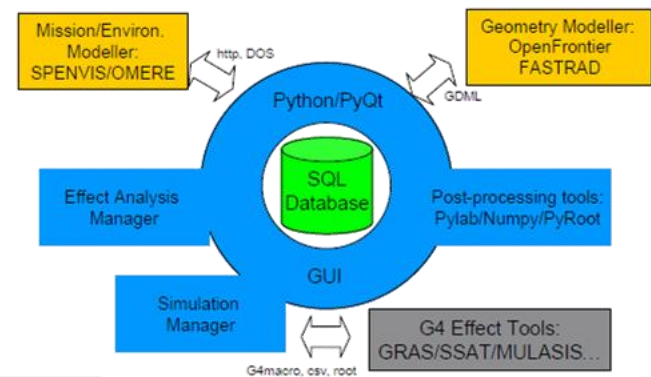 Mission/Environ.
Modeller:
SPENVIS/OMERE
http, DOS
Geometry Modeller:
OpenFrontier
FASTRAD
GDML
Python/PyQt
SQL
Database
Effect Analysis
Manager
Post-processing tools:
Pylab/Numpy/PyRoot
GUI
Simulation
Manager
G4 Effect Tools:
GRAS/SSAT/MULASIS...
G4macro, csv, root